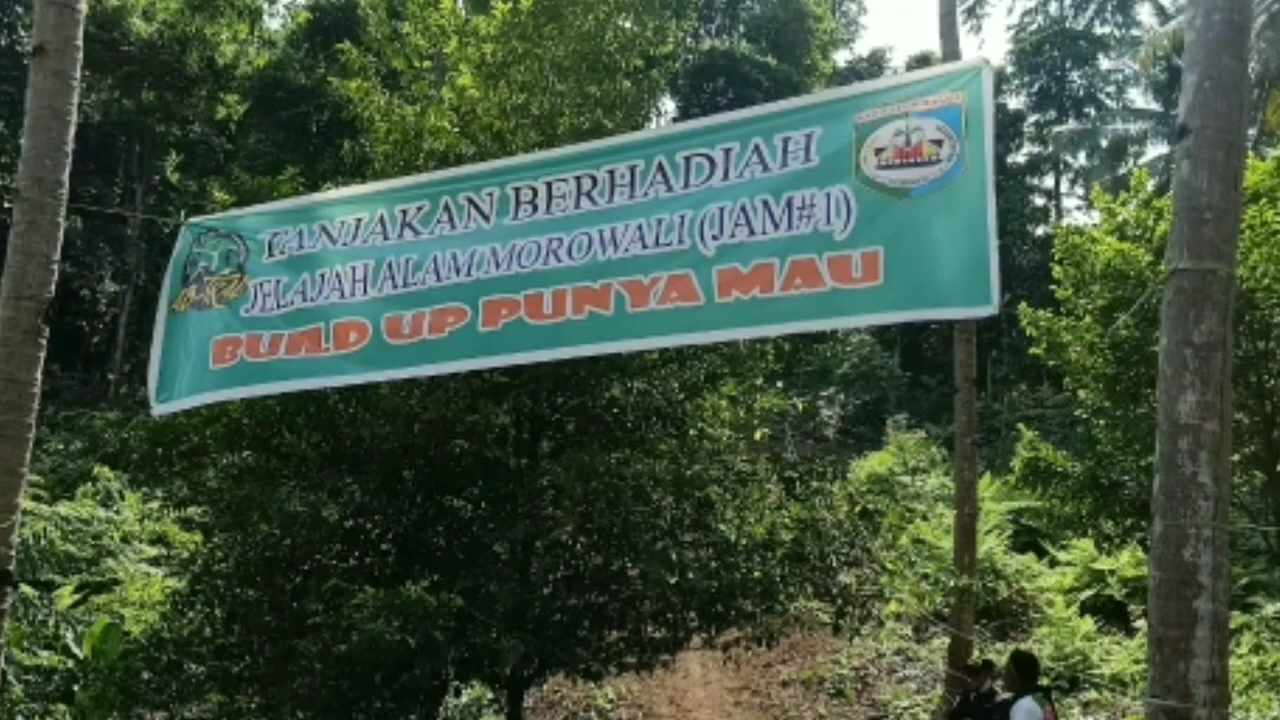 TANJAKAN BERHADIAH
JELAJAH ALAM MOROWALI (JAM#1)
BUILD UP PUNYA MAU